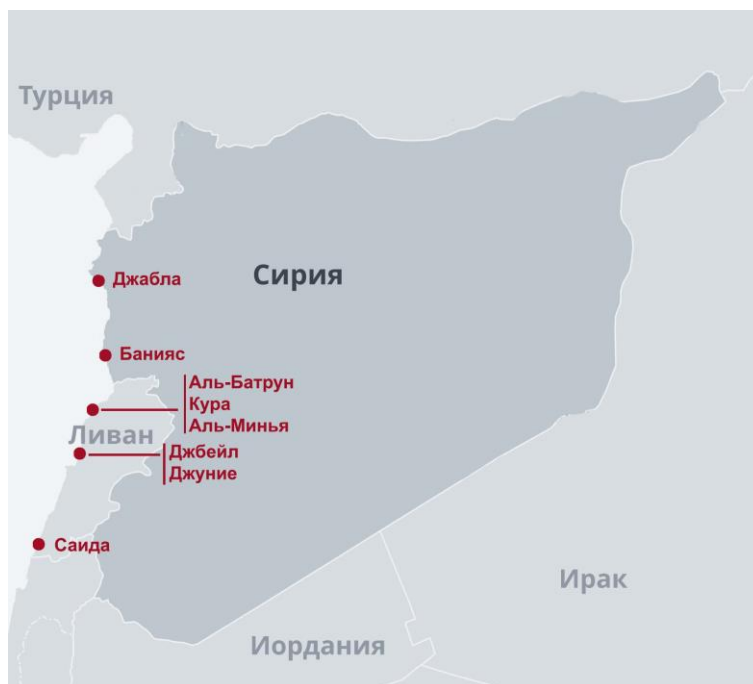 Турция
Сирия
Джабла
Банияс
Аль-Батрун
Кура
Аль-Минья
Ливан
Джбейл
Джуние
Саида
Ирак
Иордания